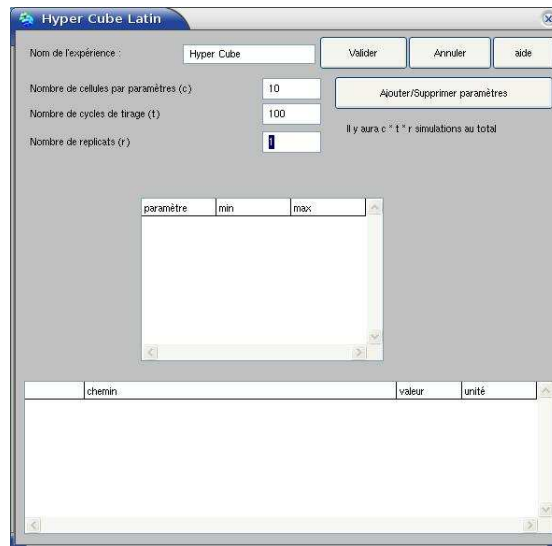 Hyper Cube Latin
Nom de l'expérience : Hyper Cube Valider Annuler aide
Nombre de cellules par paramètres (c) 10 Ajouter/Supprimer paramètres
Nombre de cycles de tirage (t) 100
Il y aura c * t * r simulations au total
Nombre de replicats (r) 1
paramètre min max
chemin valeur unité